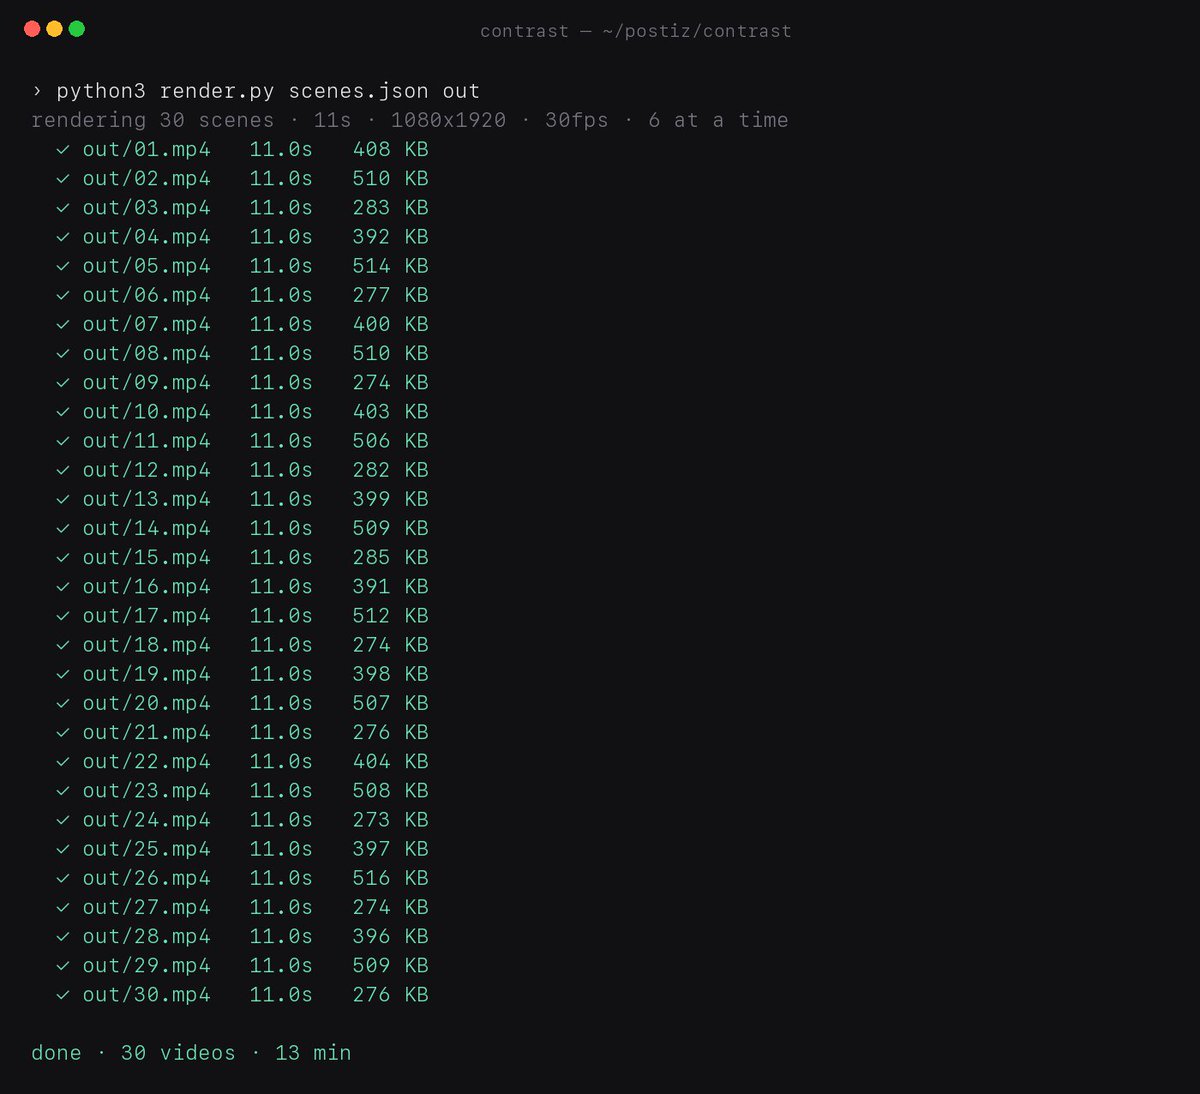 contrast — ~/postiz/contrast
› python3 render.py scenes.json out
rendering 30 scenes · 11s · 1080x1920 · 30fps · 6 at a time
✓ out/01.mp4 11.0s 408 KB
✓ out/02.mp4 11.0s 510 KB
✓ out/03.mp4 11.0s 283 KB
✓ out/04.mp4 11.0s 392 KB
✓ out/05.mp4 11.0s 514 KB
✓ out/06.mp4 11.0s 277 KB
✓ out/07.mp4 11.0s 400 KB
✓ out/08.mp4 11.0s 510 KB
✓ out/09.mp4 11.0s 274 KB
✓ out/10.mp4 11.0s 403 KB
✓ out/11.mp4 11.0s 506 KB
✓ out/12.mp4 11.0s 282 KB
✓ out/13.mp4 11.0s 399 KB
✓ out/14.mp4 11.0s 509 KB
✓ out/15.mp4 11.0s 285 KB
✓ out/16.mp4 11.0s 391 KB
✓ out/17.mp4 11.0s 512 KB
✓ out/18.mp4 11.0s 274 KB
✓ out/19.mp4 11.0s 398 KB
✓ out/20.mp4 11.0s 507 KB
✓ out/21.mp4 11.0s 276 KB
✓ out/22.mp4 11.0s 404 KB
✓ out/23.mp4 11.0s 508 KB
✓ out/24.mp4 11.0s 273 KB
✓ out/25.mp4 11.0s 397 KB
✓ out/26.mp4 11.0s 516 KB
✓ out/27.mp4 11.0s 274 KB
✓ out/28.mp4 11.0s 396 KB
✓ out/29.mp4 11.0s 509 KB
✓ out/30.mp4 11.0s 276 KB
done · 30 videos · 13 min